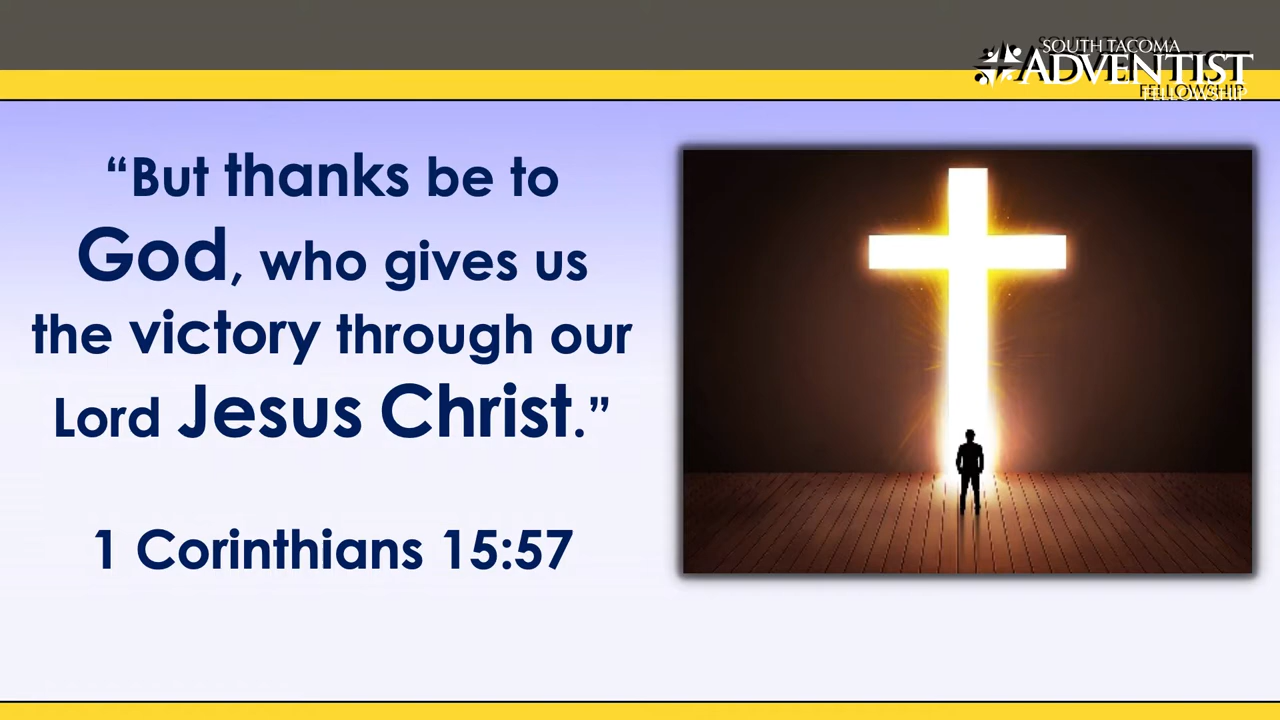 SOUTH TACOMA
ADVENTIST
FELLOWSHIP
“But thanks be to
God, who gives us
the victory through our
Lord Jesus Christ.”
1 Corinthians 15:57